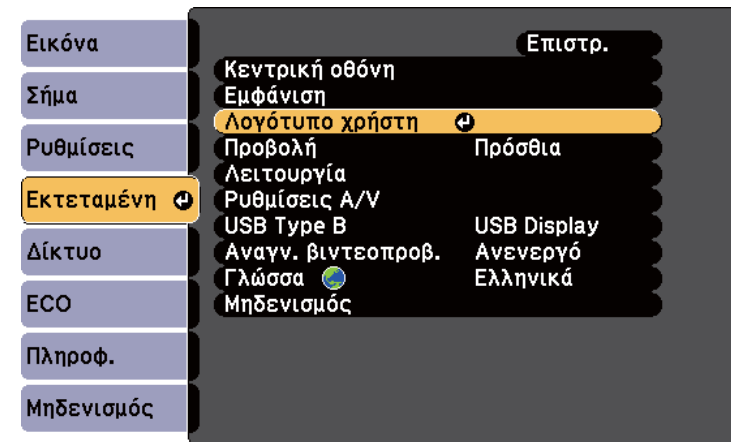 Εικόνα
Σήμα
Ρυθμίσεις
Εκτεταμένη
Δίκτυο
ECO
Πληροφ.
Μηδενισμός
Επιστρ.
Κεντρική οθόνη
Εμφάνιση
Λογότυπο χρήστη
Προβολή Πρόσθια
Λειτουργία
Ρυθμίσεις A/V
USB Type B USB Display
Αναγν. βιντεοπροβ. Ανενεργό
Γλώσσα Ελληνικά
Μηδενισμός